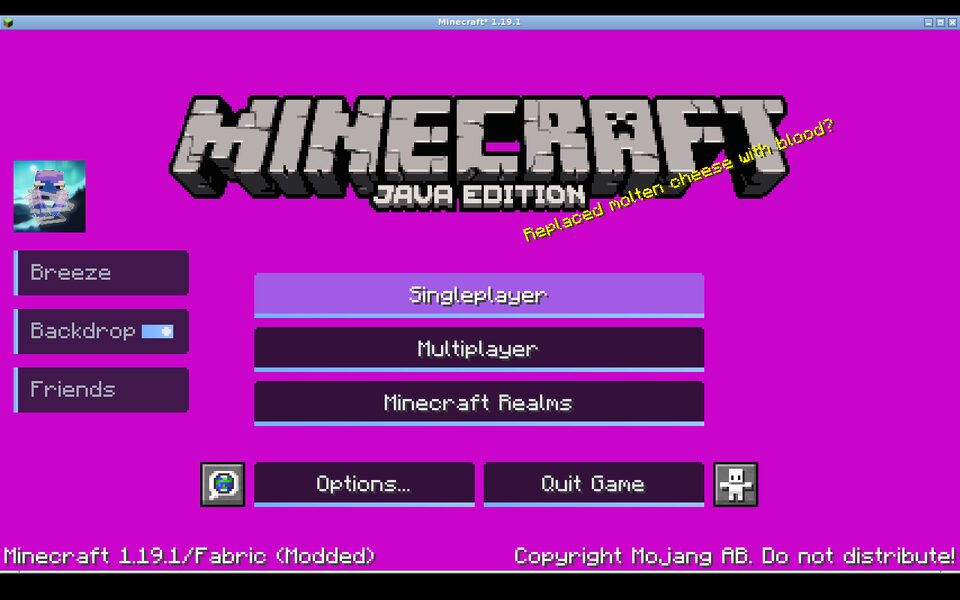 Minecraft* 1.19.1
MINECRAFT
JAVA EDITION
Replaced molten cheese with blood?
Breeze
Backdrop
Friends
Singleplayer
Multiplayer
Minecraft Realms
Options...
Quit Game
Minecraft 1.19.1/Fabric (Modded)
Copyright Mojang AB. Do not distribute!